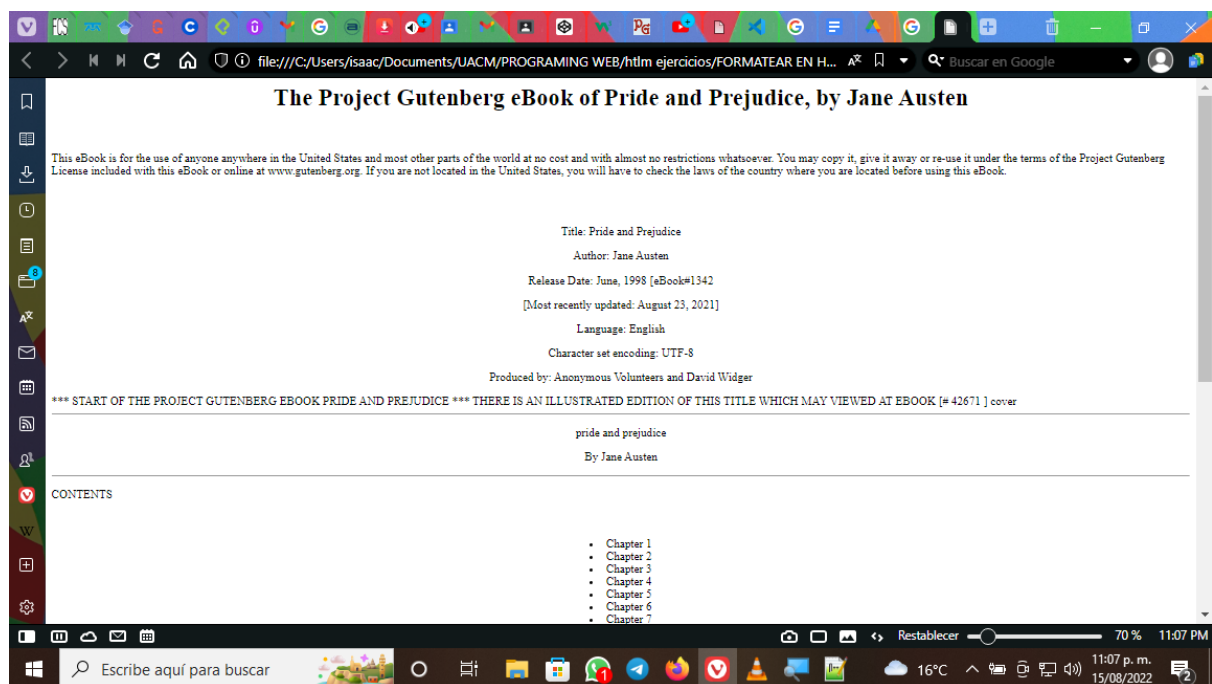 file:///C:/Users/isaac/Documents/UACM/PROGRAMING WEB/htlm ejercicios/FORMATEAR EN H...
Buscar en Google
The Project Gutenberg eBook of Pride and Prejudice, by Jane Austen
This eBook is for the use of anyone anywhere in the United States and most other parts of the world at no cost and with almost no restrictions whatsoever. You may copy it, give it away or re-use it under the terms of the Project Gutenberg
License included with this eBook or online at www.gutenberg.org. If you are not located in the United States, you will have to check the laws of the country where you are located before using this eBook.
Title: Pride and Prejudice
Author: Jane Austen
Release Date: June, 1998 [eBook#1342
[Most recently updated: August 23, 2021]
Language: English
Character set encoding: UTF-8
Produced by: Anonymous Volunteers and David Widger
*** START OF THE PROJECT GUTENBERG EBOOK PRIDE AND PREJUDICE *** THERE IS AN ILLUSTRATED EDITION OF THIS TITLE WHICH MAY VIEWED AT EBOOK [# 42671 ] cover
pride and prejudice
By Jane Austen
CONTENTS
• Chapter 1
• Chapter 2
• Chapter 3
• Chapter 4
• Chapter 5
• Chapter 6
• Chapter 7
8
Restablecer
70 %
11:07 PM
Escribe aquí para buscar
16°C
11:07 p. m.
15/08/2022
2